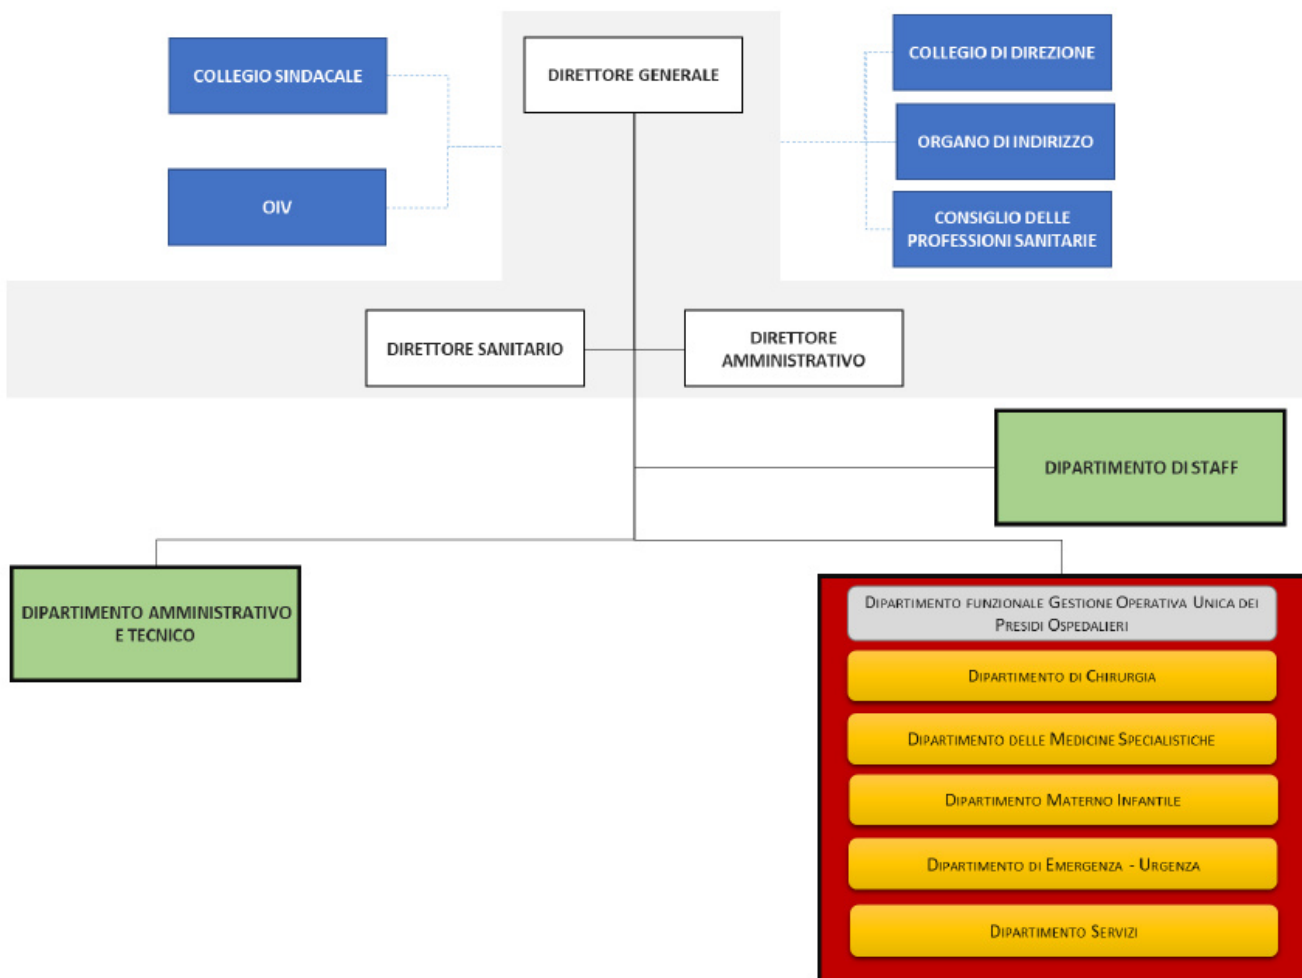 COLLEGIO SINDACALE
DIRETTORE GENERALE
COLLEGIO DI DIREZIONE
ORGANO DI INDIRIZZO
OIV
CONSIGLIO DELLE
PROFESSIONI SANITARIE
DIRETTORE SANITARIO
DIRETTORE
AMMINISTRATIVO
DIPARTIMENTO DI STAFF
DIPARTIMENTO AMMINISTRATIVO
E TECNICO
DIPARTIMENTO FUNZIONALE GESTIONE OPERATIVA UNICA DEI
PRESIDI OSPEDALIERI
DIPARTIMENTO DI CHIRURGIA
DIPARTIMENTO DELLE MEDICINE SPECIALISTICHE
DIPARTIMENTO MATERNO INFANTILE
DIPARTIMENTO DI EMERGENZA - URGENZA
DIPARTIMENTO SERVIZI